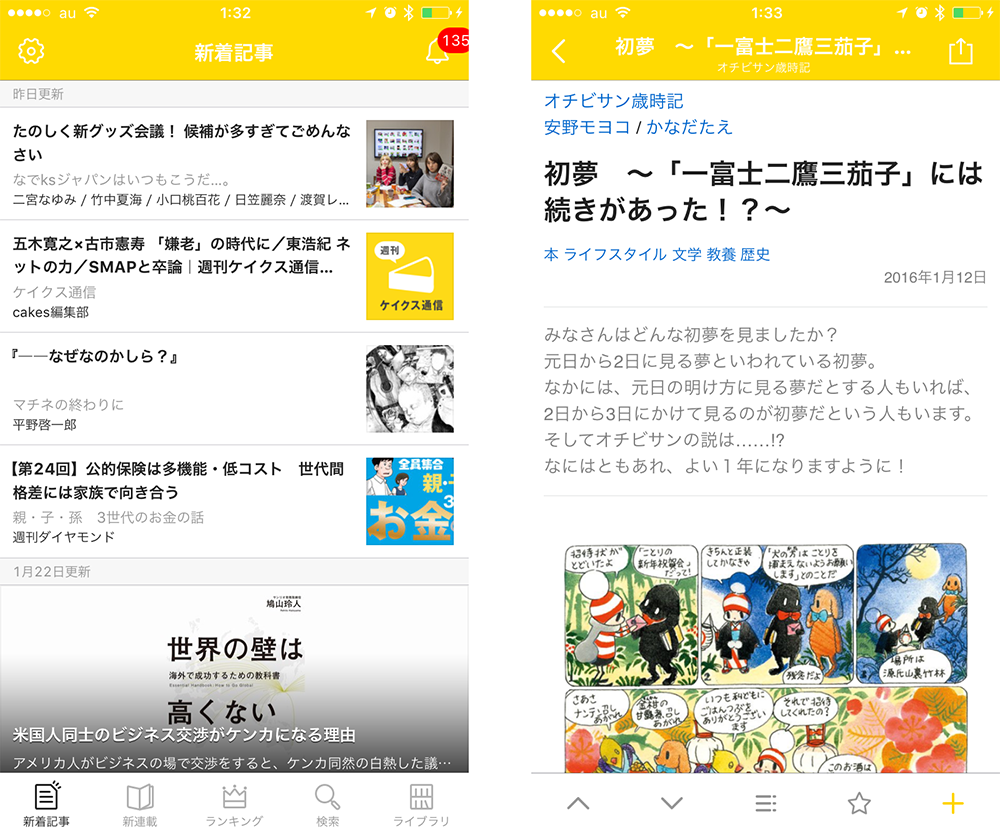 au
1:32
新着記事
135
昨日更新
たのしく新グッズ会議！ 候補が多すぎてごめんな
さい
なでksジャパンはいつもこうだ…。
二宮なゆみ / 竹中夏海 / 小口桃花 / 日笠麗奈 / 渡賀レ...
五木寛之×古市憲寿 「嫌老」の時代に／東浩紀 ネ
ットの力／SMAPと卒論｜週刊ケイクス通信...
ケイクス通信
cakes編集部
週刊
ケイクス通信
『――なぜなのかしら？』
マチネの終わりに
平野啓一郎
【第24回】公的保険は多機能・低コスト　世代間
格差には家族で向き合う
親・子・孫　3世代のお金の話
週刊ダイヤモンド
全員集合
親・子
3
お金
1月22日更新
鳩山玲人
世界の壁は
海外で成功するための教科書
Essential Handbook: How to Go Global
高くない
米国人同士のビジネス交渉がケンカになる理由
アメリカ人がビジネスの場で交渉をすると、ケンカ同然の白熱した議…
新着記事
新連載
ランキング
検索
ライブラリ
au
1:33
初夢　〜「一富士二鷹三茄子」...
オチビサン歳時記
オチビサン歳時記
安野モヨコ / かなだたえ
初夢　〜「一富士二鷹三茄子」には
続きがあった！？〜
本 ライフスタイル 文学 教養 歴史
2016年1月12日
みなさんはどんな初夢を見ましたか？
元日から2日に見る夢といわれている初夢。
なかには、元日の明け方に見る夢だとする人もいれば、
2日から3日にかけて見るのが初夢だという人もいます。
そしてオチビサンの説は……!?
なにはともあれ、よい１年になりますように！
招待状が
とどいたよ
「ことりの
新年祝賀会」
だって！
きちんと正装
してかなきゃ
「犬の方は ことりを
捕まえないようお願い
します」とのことだ
残念だよ
2
場所は
源氏山裏竹林
さあさ
ナンテン召し
あがれ
金柑の
甘露煮召し
あがれ
いつも私どもに
ごはんつぶを
ありがとうござい
ます
それで招待
してくれたの？
このお酒は